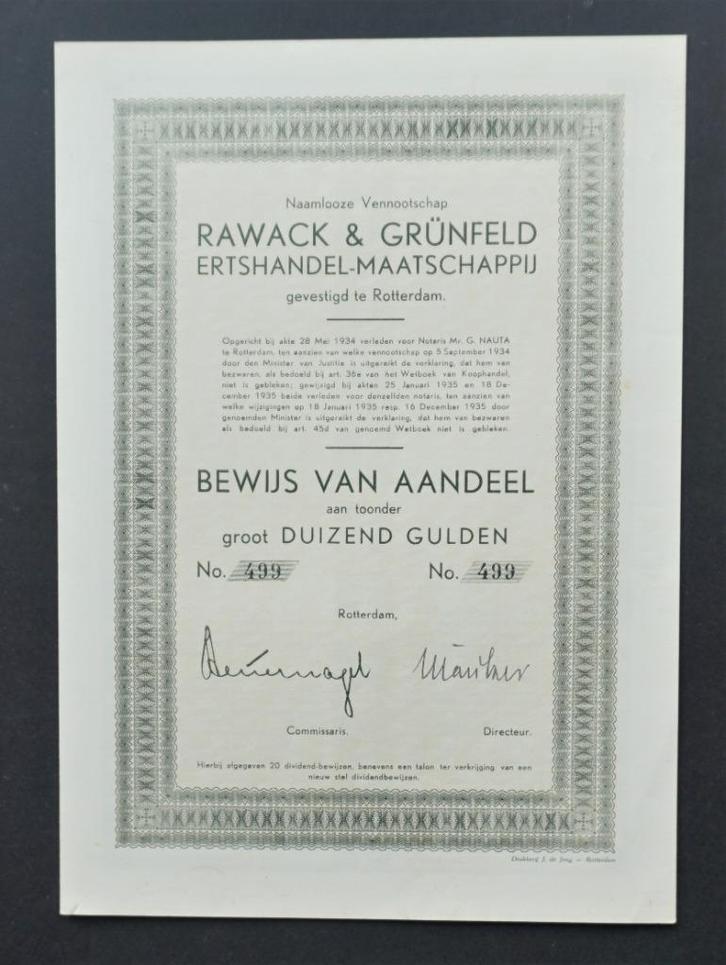 Naamlooze Vennootschap
RAWACK & GRÜNFELD
ERTSHANDEL-MAATSCHAPPIJ
gevestigd te Rotterdam.
Opgericht bij akte 28 Mei 1934 verleden voor Notaris Mr. G. NAUTA
te Rotterdam, ten aanzien van welke vennootschap op 5 September 1934
door den Minister van Justitie is uitgereikt de verklaring, dat hem van
bezwaren, als bedoeld bij art. 36e van het Wetboek van Koophandel,
niet is gebleken; gewijzigd bij akten 25 Januari 1935 en 18 De-
cember 1935 beide verleden voor denzelfden notaris, ten aanzien van
welke wijzigingen op 18 Januari 1935 resp. 16 December 1935 door
genoemden Minister is uitgereikt de verklaring, dat hem van bezwaren
als bedoeld bij art. 45d van genoemd Wetboek niet is gebleken.
BEWIJS VAN AANDEEL
aan toonder
groot DUIZEND GULDEN
No. 499 No. 499
Rotterdam,
Commissaris. Directeur.
Hierbij afgegeven 20 dividend-bewijzen, benevens een talon ter verkrijging van een
nieuw stel dividendbewijzen.
Drukkerij J. de Jong — Rotterdam